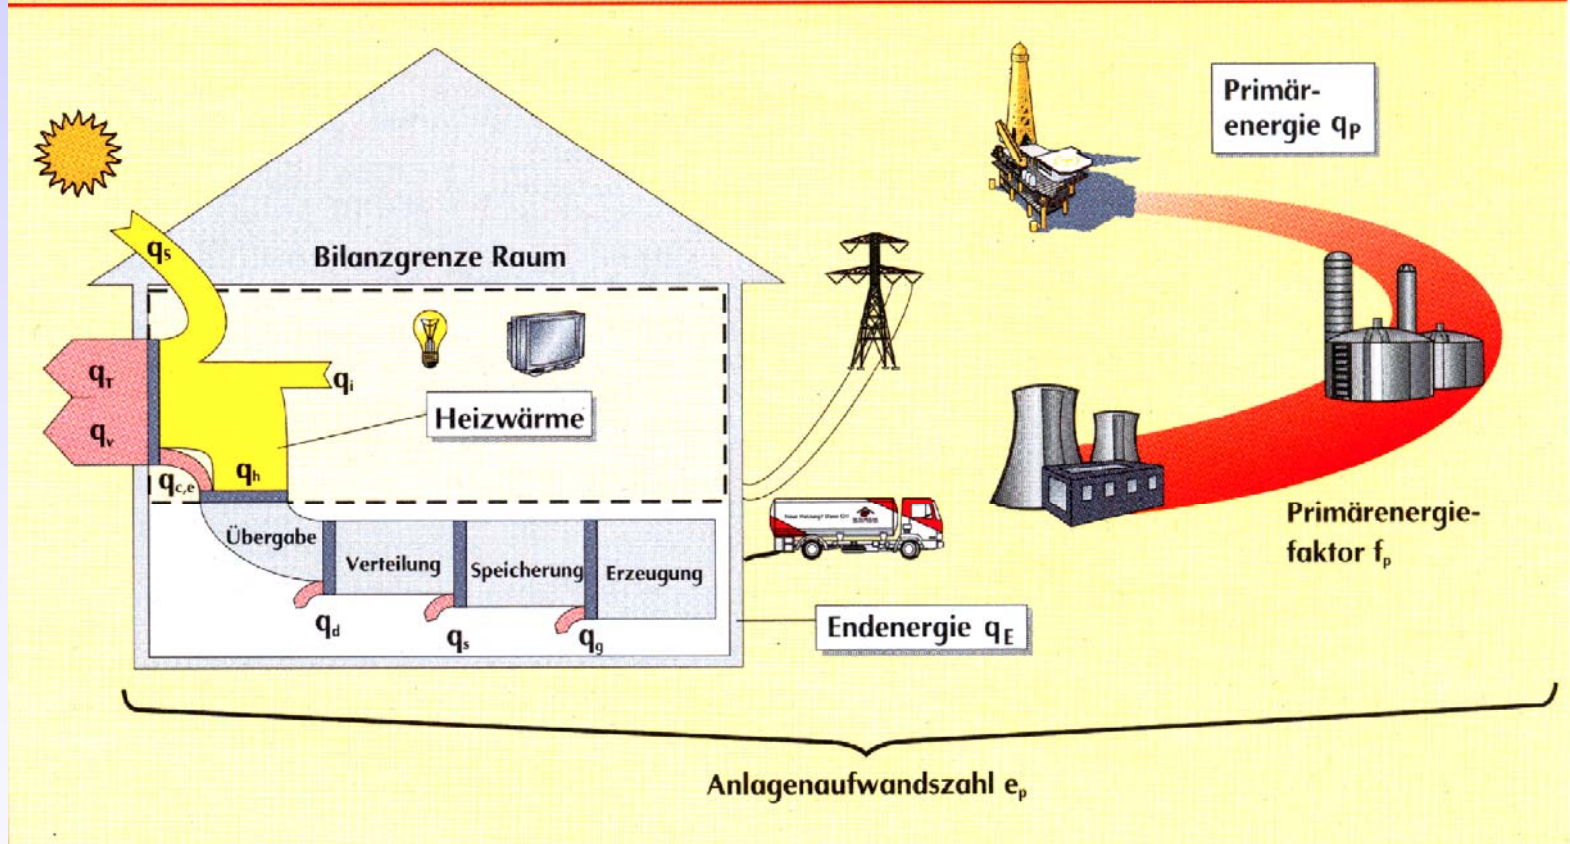 Primär-
energie qP
qS
Bilanzgrenze Raum
qT
qi
qv
Heizwärme
qc,e
qh
Übergabe
Verteilung
Speicherung
Erzeugung
qd
qs
qg
Endenergie qE
Primärenergie-
faktor fp
Anlagenaufwandszahl ep